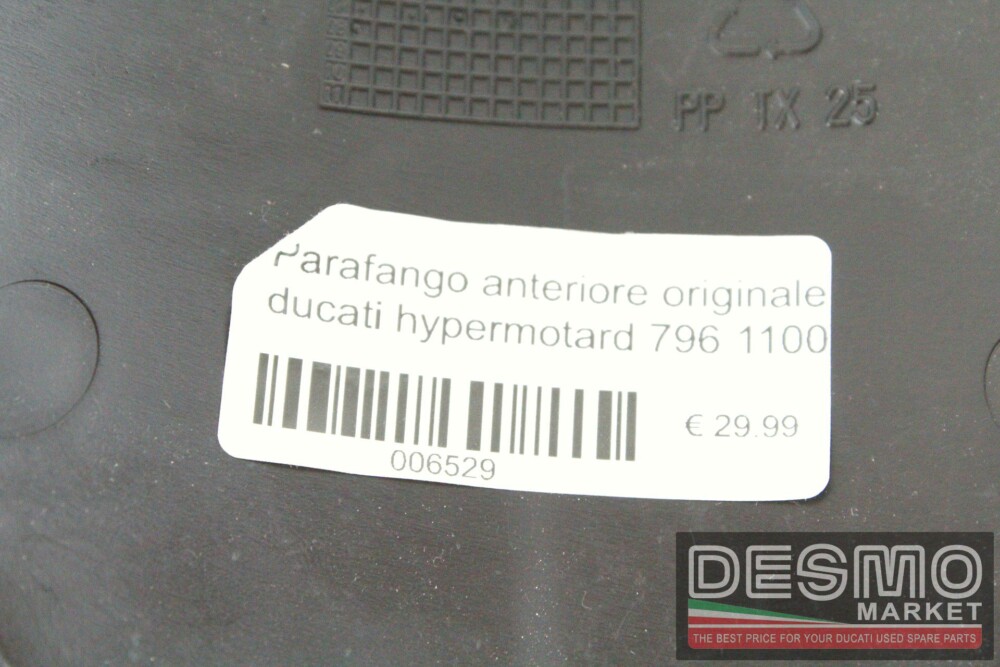 PP TX 25
Parafango anteriore originale
ducati hypermotard 796 1100
€ 29.99
006529
DESMO
MARKET
THE BEST PRICE FOR YOUR DUCATI USED SPARE PARTS